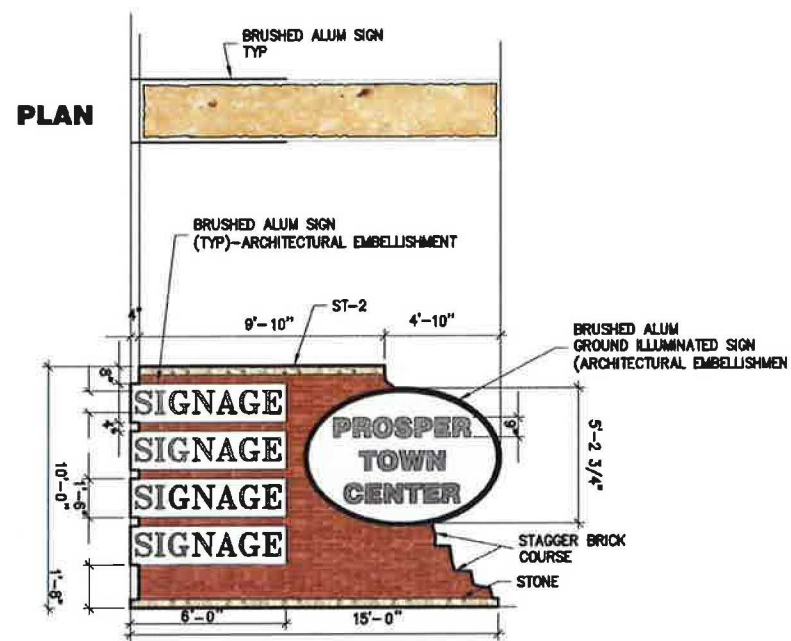 BRUSHED ALUM SIGN
TYP
PLAN
BRUSHED ALUM SIGN
(TYP)-ARCHITECTURAL EMBELLISHMENT
4"
9'-10"
ST-2
4'-10"
BRUSHED ALUM
GROUND ILLUMINATED SIGN
(ARCHITECTURAL EMBELLISHMEN
8"
SIGNAGE
4"
SIGNAGE
SIGNAGE
SIGNAGE
PROSPER
TOWN
CENTER
9"
5'-2 3/4"
10'-0"
1'-6"
1'-8"
STAGGER BRICK
COURSE
STONE
6'-0"
15'-0"